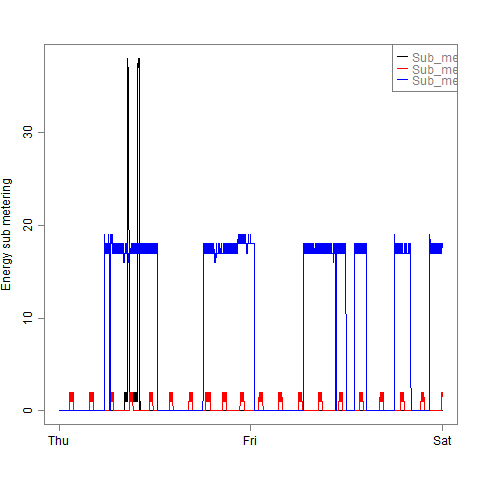 Sub_me
Sub_me
Sub_me
Energy sub metering
30
20
10
0
Thu Fri Sat